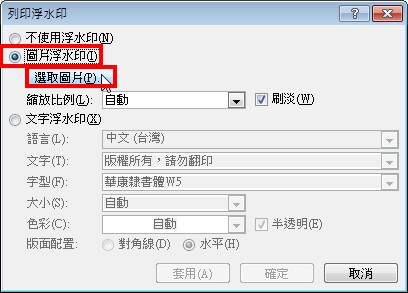 列印浮水印
不使用浮水印(N)
圖片浮水印(I)
選取圖片(P)...
縮放比例(L): 自動 刷淡(W)
文字浮水印(X)
語言(L): 中文 (台灣)
文字(T): 版權所有，請勿翻印
字型(F): 華康隸書體W5
大小(S): 自動
色彩(C): 自動 半透明(E)
版面配置: 對角線(D) 水平(H)
套用(A) 確定 取消